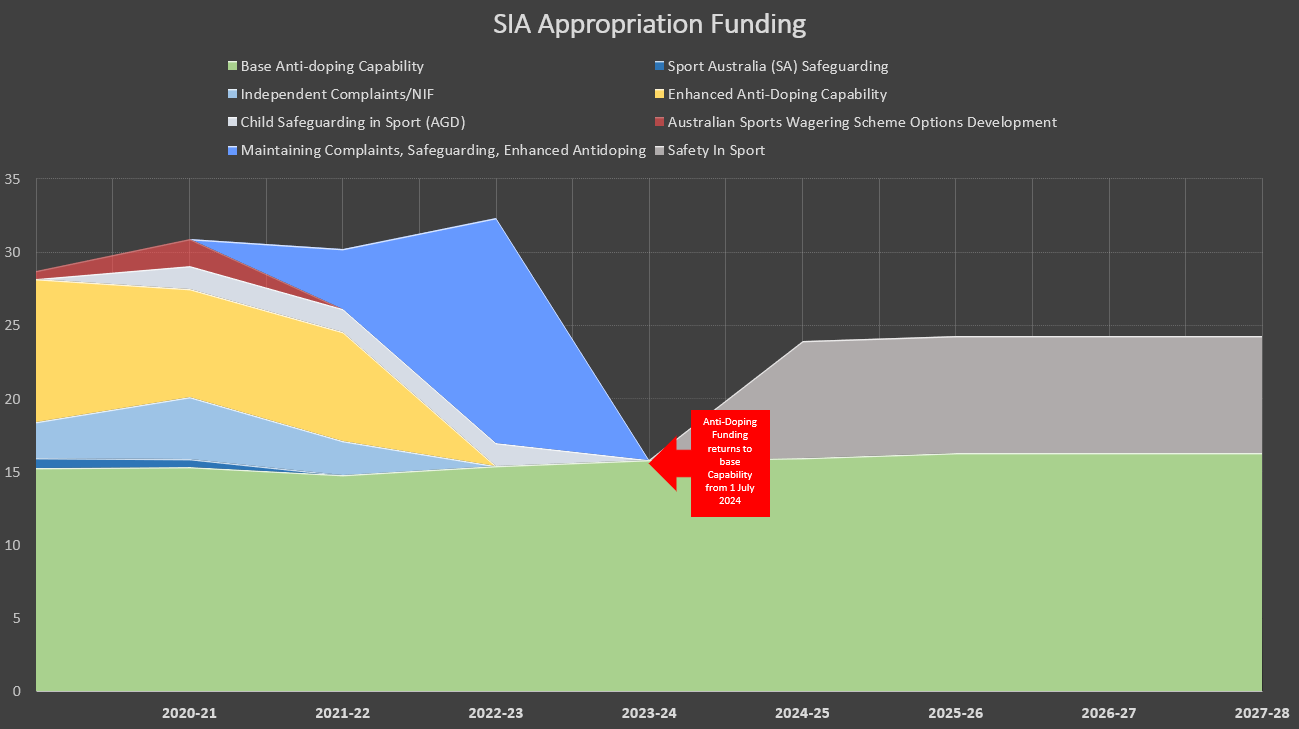 SIA Appropriation Funding
Base Anti-doping Capability
Sport Australia (SA) Safeguarding
Independent Complaints/NIF
Enhanced Anti-Doping Capability
Child Safeguarding in Sport (AGD)
Australian Sports Wagering Scheme Options Development
Maintaining Complaints, Safeguarding, Enhanced Antidoping
Safety In Sport
35
30
25
20
15
10
5
0
Anti-Doping
Funding
returns to
base
Capability
from 1 July
2024
2020-21
2021-22
2022-23
2023-24
2024-25
2025-26
2026-27
2027-28